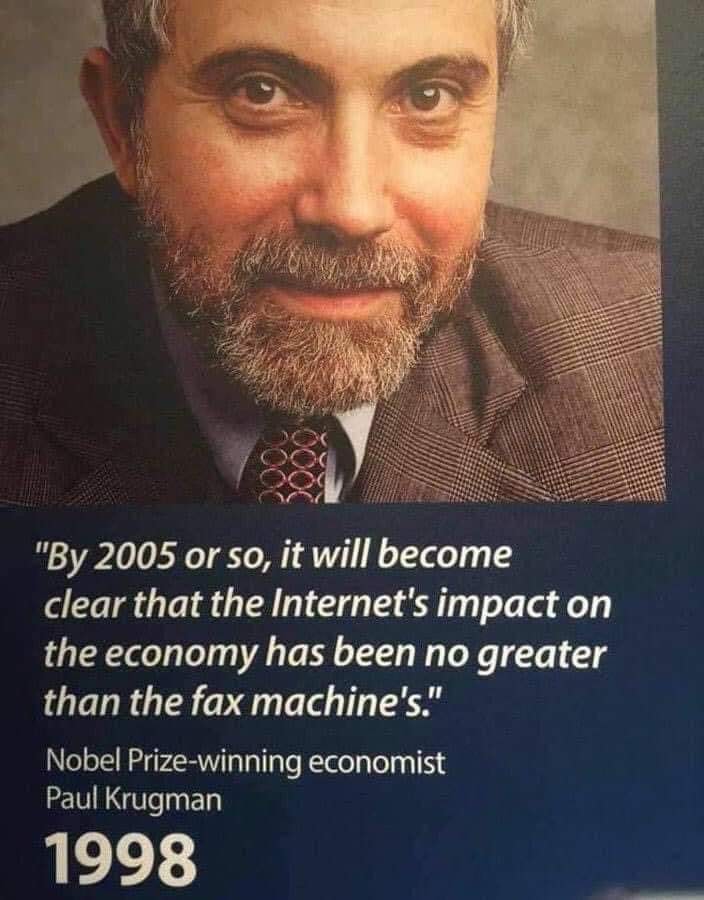 "By 2005 or so, it will become
clear that the Internet's impact on
the economy has been no greater
than the fax machine's."
Nobel Prize-winning economist
Paul Krugman
1998